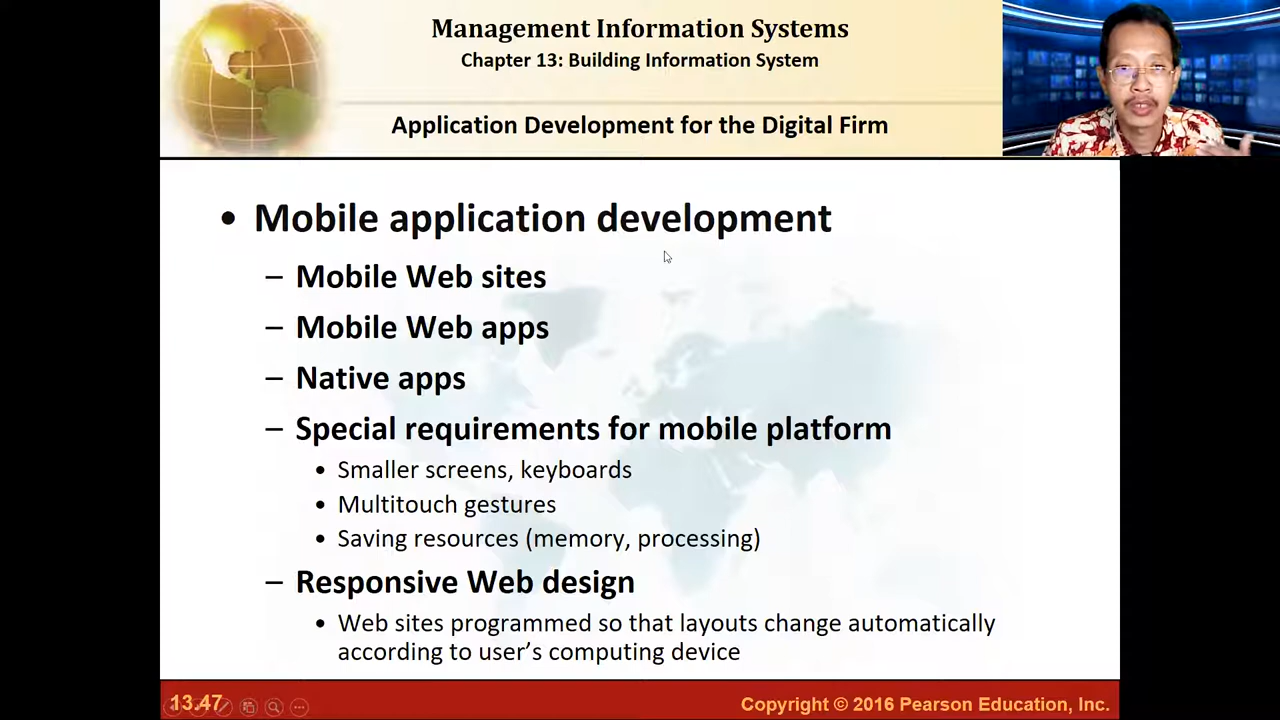 Management Information Systems
Chapter 13: Building Information System
Application Development for the Digital Firm
• Mobile application development
– Mobile Web sites
– Mobile Web apps
– Native apps
– Special requirements for mobile platform
• Smaller screens, keyboards
• Multitouch gestures
• Saving resources (memory, processing)
– Responsive Web design
• Web sites programmed so that layouts change automatically
according to user’s computing device
13.47
Copyright © 2016 Pearson Education, Inc.